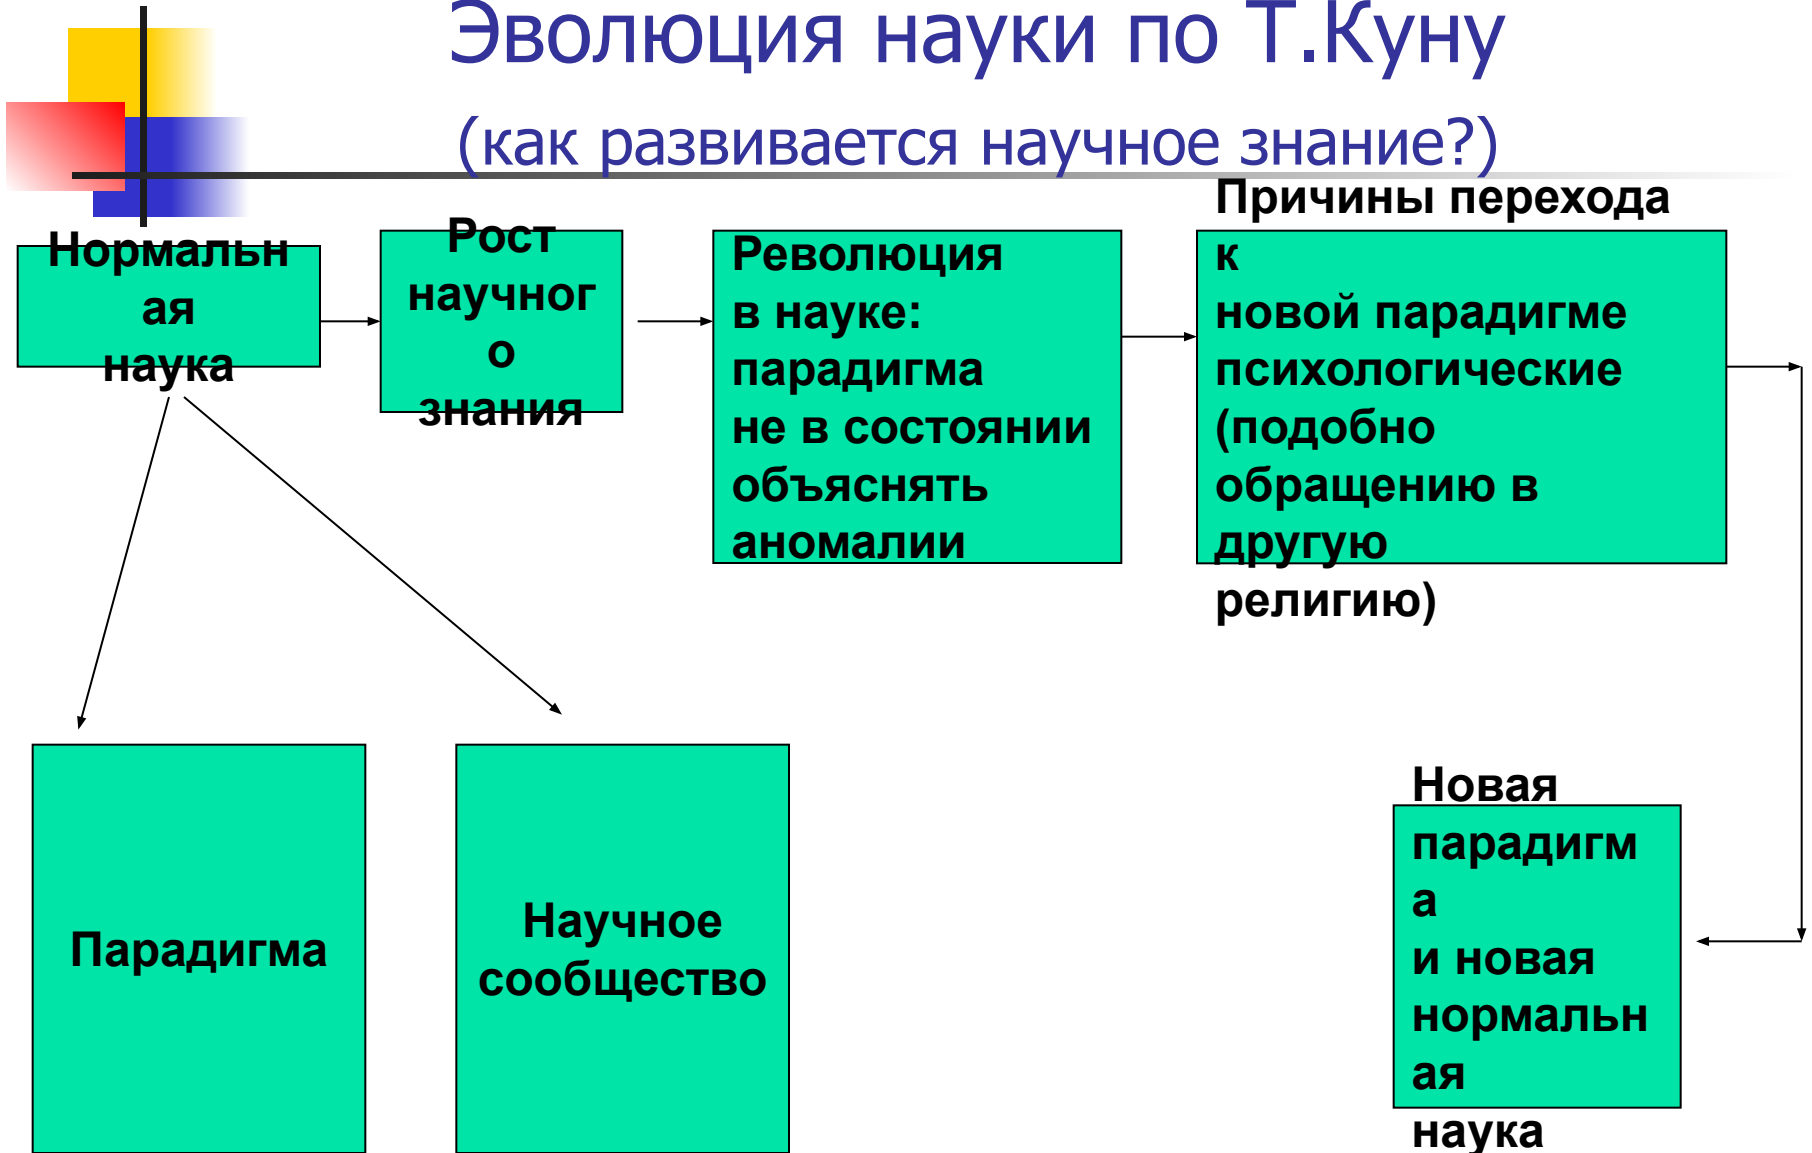 Эволюция науки по Т.Куну
(как развивается научное знание?)
Нормальн
ая
наука
Рост
научног
о
знания
Революция
в науке:
парадигма
не в состоянии
объяснять
аномалии
Причины перехода
к
новой парадигме
психологические
(подобно
обращению в
другую
религию)
Парадигма
Научное
сообщество
Новая
парадигм
а
и новая
нормальн
ая
наука